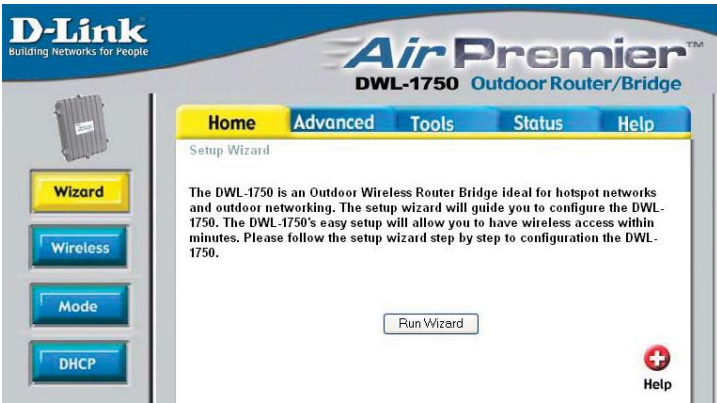 D-Link
Building Networks for People
Air Premier™
DWL-1750 Outdoor Router/Bridge
Home Advanced Tools Status Help
Setup Wizard
Wizard
Wireless
Mode
DHCP
The DWL-1750 is an Outdoor Wireless Router Bridge ideal for hotspot networks
and outdoor networking. The setup wizard will guide you to configure the DWL-
1750. The DWL-1750's easy setup will allow you to have wireless access within
minutes. Please follow the setup wizard step by step to configuration the DWL-
1750.
Run Wizard
Help